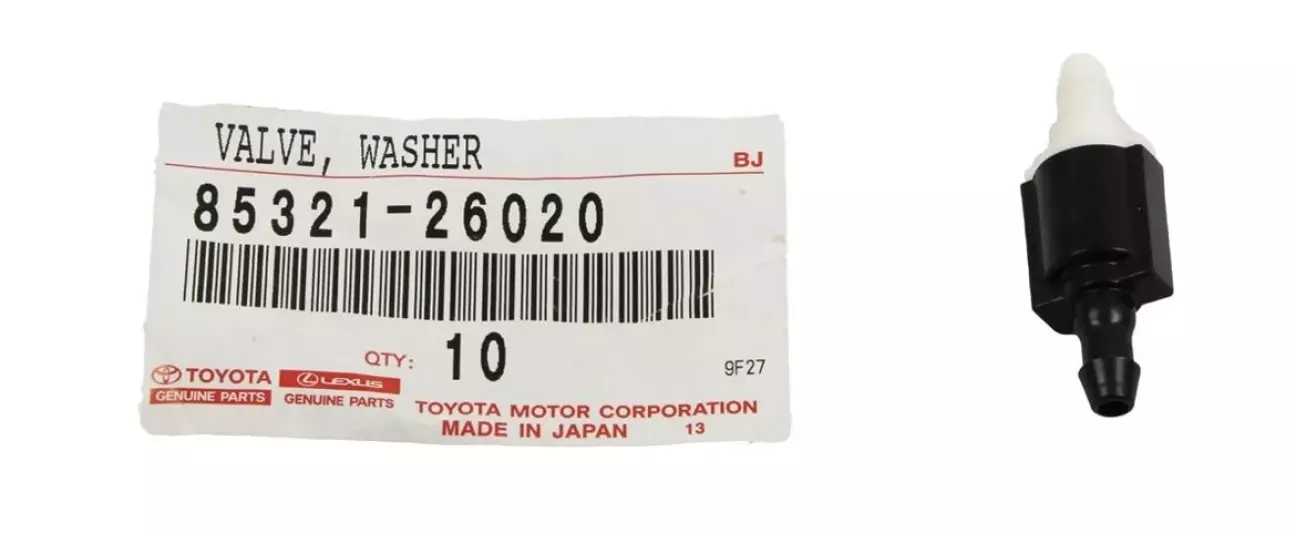 VALVE, WASHER
BJ
85321-26020
QTY: 10
9F27
TOYOTA
GENUINE PARTS
LEXUS
GENUINE PARTS
TOYOTA MOTOR CORPORATION
MADE IN JAPAN 13